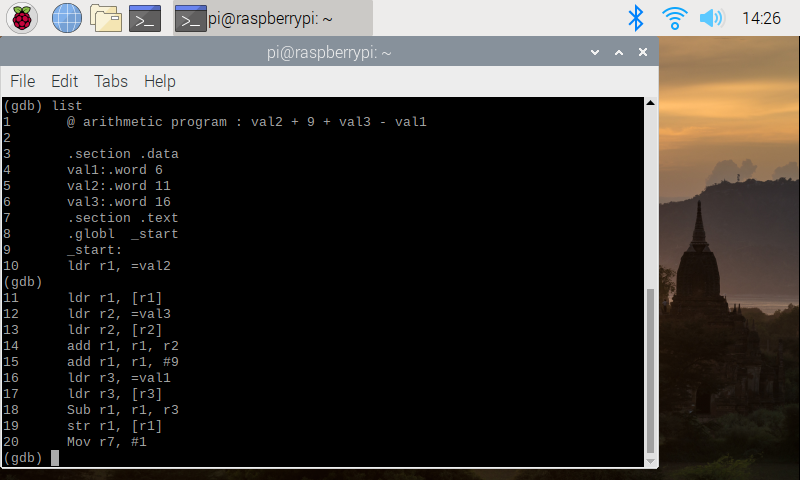 pi@raspberrypi: ~
14:26
pi@raspberrypi: ~
File Edit Tabs Help
(gdb) list
1       @ arithmetic program : val2 + 9 + val3 - val1
2
3       .section .data
4       val1:.word 6
5       val2:.word 11
6       val3:.word 16
7       .section .text
8       .globl  _start
9       _start:
10      ldr r1, =val2
(gdb)
11      ldr r1, [r1]
12      ldr r2, =val3
13      ldr r2, [r2]
14      add r1, r1, r2
15      add r1, r1, #9
16      ldr r3, =val1
17      ldr r3, [r3]
18      Sub r1, r1, r3
19      str r1, [r1]
20      Mov r7, #1
(gdb)